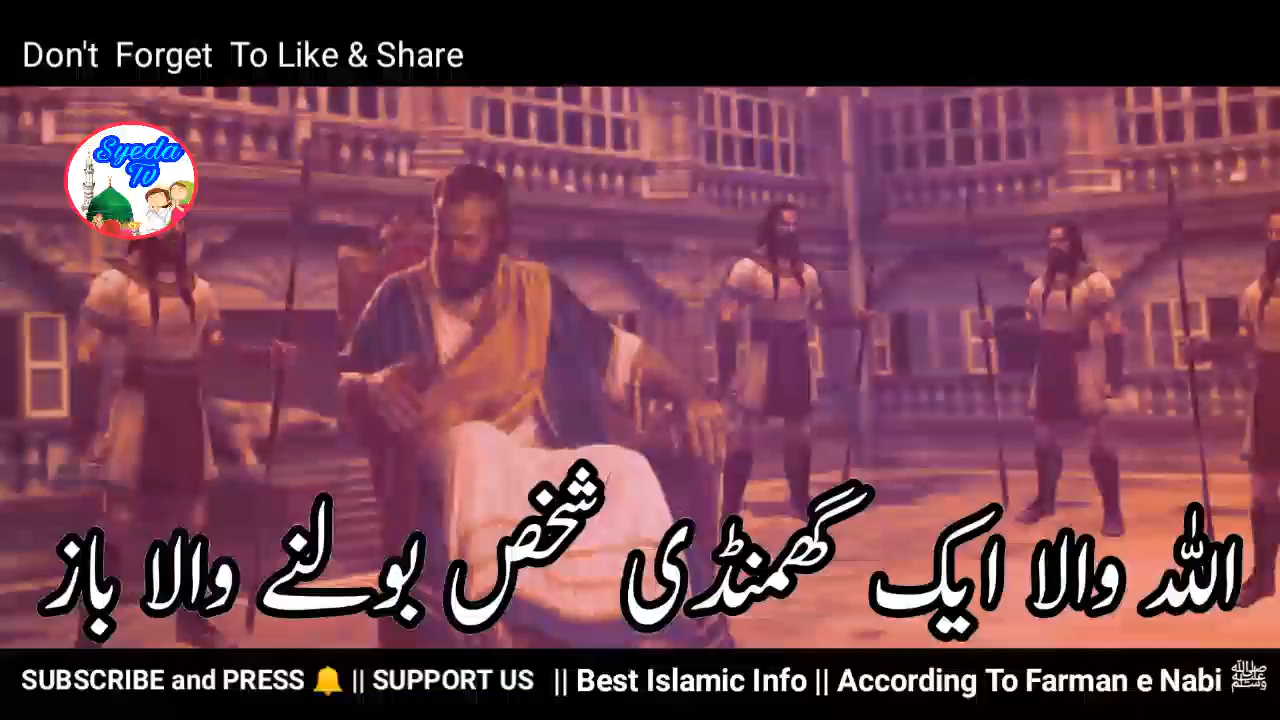 Don't Forget To Like & Share
Syeda
Tv
اللہ والا ایک گھمنڈی شخص بولنے والا باز
SUBSCRIBE and PRESS 🔔 || SUPPORT US || Best Islamic Info || According To Farman e Nabi ﷺ